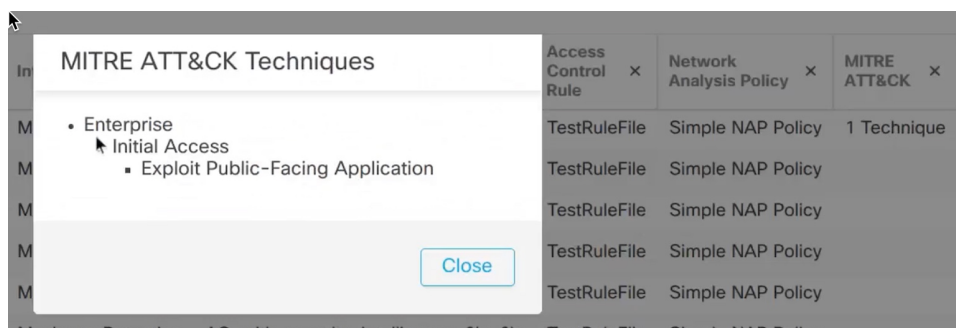 MITRE ATT&CK Techniques
Enterprise
Initial Access
Exploit Public-Facing Application
Close
Access
Control
Rule
Network
Analysis Policy
MITRE
ATT&CK
TestRuleFile Simple NAP Policy 1 Technique
TestRuleFile Simple NAP Policy
TestRuleFile Simple NAP Policy
TestRuleFile Simple NAP Policy
TestRuleFile Simple NAP Policy